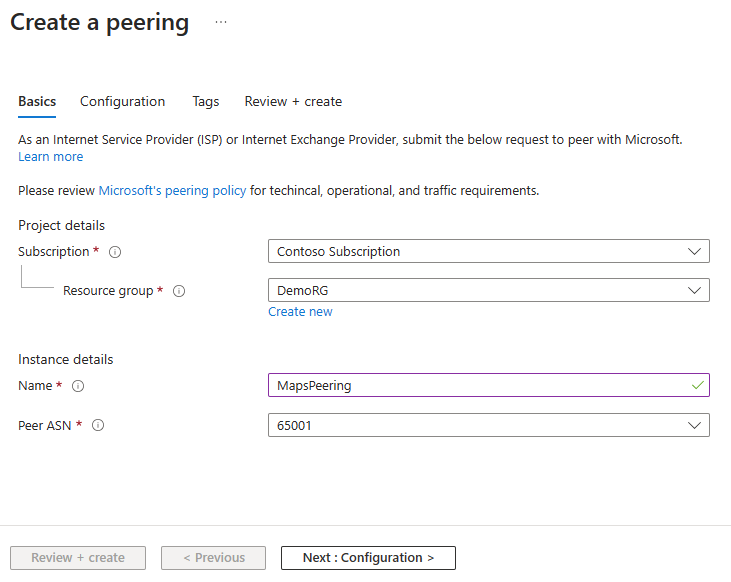 Create a peering ...
Basics Configuration Tags Review + create
As an Internet Service Provider (ISP) or Internet Exchange Provider, submit the below request to peer with Microsoft.
Learn more
Please review Microsoft's peering policy for techincal, operational, and traffic requirements.
Project details
Subscription * Contoso Subscription
Resource group * DemoRG
Create new
Instance details
Name * MapsPeering
Peer ASN * 65001
Review + create < Previous Next : Configuration >